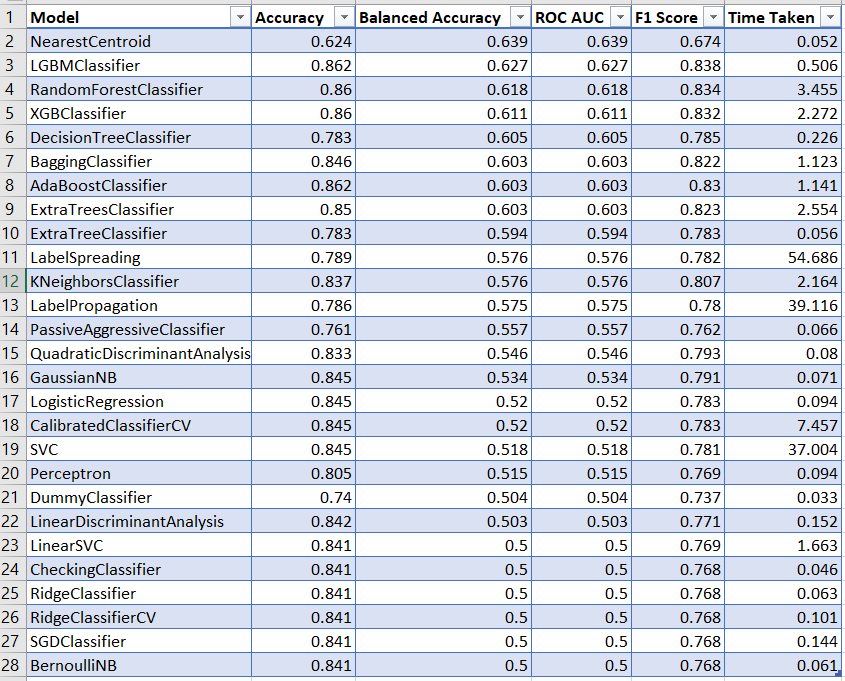 1 Model Accuracy Balanced Accuracy ROC AUC F1 Score Time Taken
2 NearestCentroid 0.624 0.639 0.639 0.674 0.052
3 LGBMClassifier 0.862 0.627 0.627 0.838 0.506
4 RandomForestClassifier 0.86 0.618 0.618 0.834 3.455
5 XGBClassifier 0.86 0.611 0.611 0.832 2.272
6 DecisionTreeClassifier 0.783 0.605 0.605 0.785 0.226
7 BaggingClassifier 0.846 0.603 0.603 0.822 1.123
8 AdaBoostClassifier 0.862 0.603 0.603 0.83 1.141
9 ExtraTreesClassifier 0.85 0.603 0.603 0.823 2.554
10 ExtraTreeClassifier 0.783 0.594 0.594 0.783 0.056
11 LabelSpreading 0.789 0.576 0.576 0.782 54.686
12 KNeighborsClassifier 0.837 0.576 0.576 0.807 2.164
13 LabelPropagation 0.786 0.575 0.575 0.78 39.116
14 PassiveAggressiveClassifier 0.761 0.557 0.557 0.762 0.066
15 QuadraticDiscriminantAnalysis 0.833 0.546 0.546 0.793 0.08
16 GaussianNB 0.845 0.534 0.534 0.791 0.071
17 LogisticRegression 0.845 0.52 0.52 0.783 0.094
18 CalibratedClassifierCV 0.845 0.52 0.52 0.783 7.457
19 SVC 0.845 0.518 0.518 0.781 37.004
20 Perceptron 0.805 0.515 0.515 0.769 0.094
21 DummyClassifier 0.74 0.504 0.504 0.737 0.033
22 LinearDiscriminantAnalysis 0.842 0.503 0.503 0.771 0.152
23 LinearSVC 0.841 0.5 0.5 0.769 1.663
24 CheckingClassifier 0.841 0.5 0.5 0.768 0.046
25 RidgeClassifier 0.841 0.5 0.5 0.768 0.063
26 RidgeClassifierCV 0.841 0.5 0.5 0.768 0.101
27 SGDClassifier 0.841 0.5 0.5 0.768 0.144
28 BernoulliNB 0.841 0.5 0.5 0.768 0.061